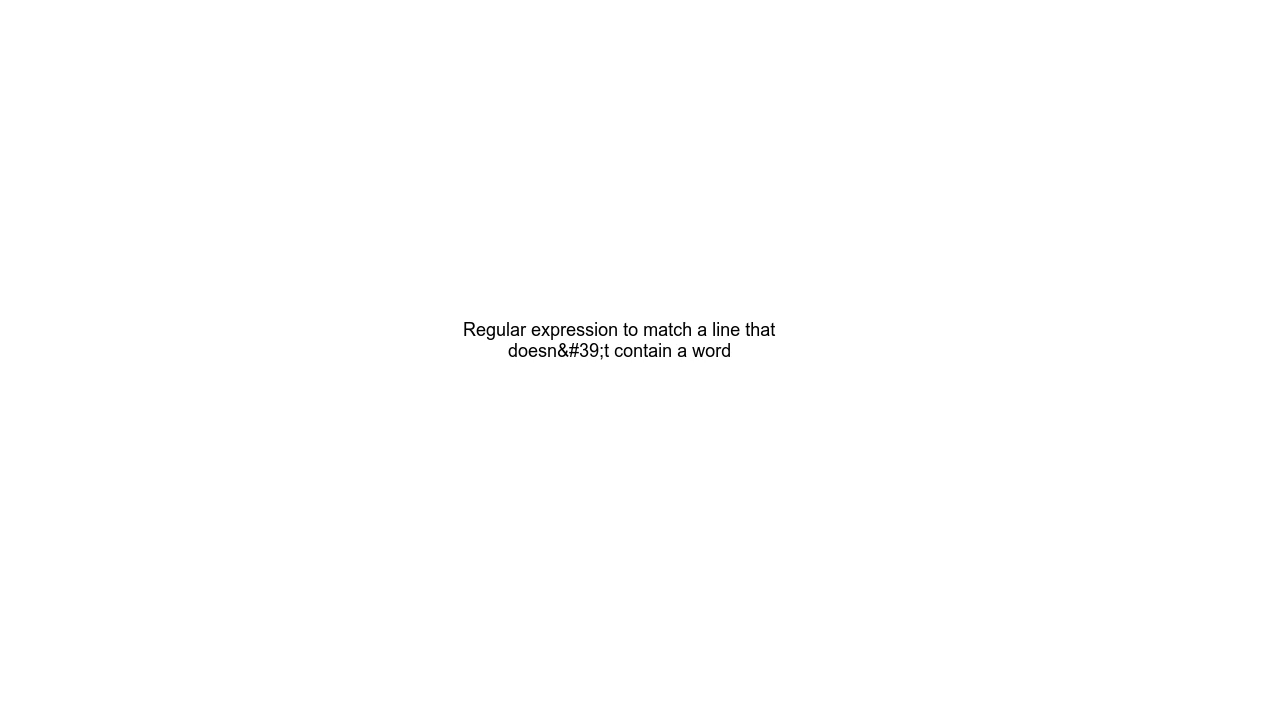 Regular expression to match a line that
doesn&#39;t contain a word